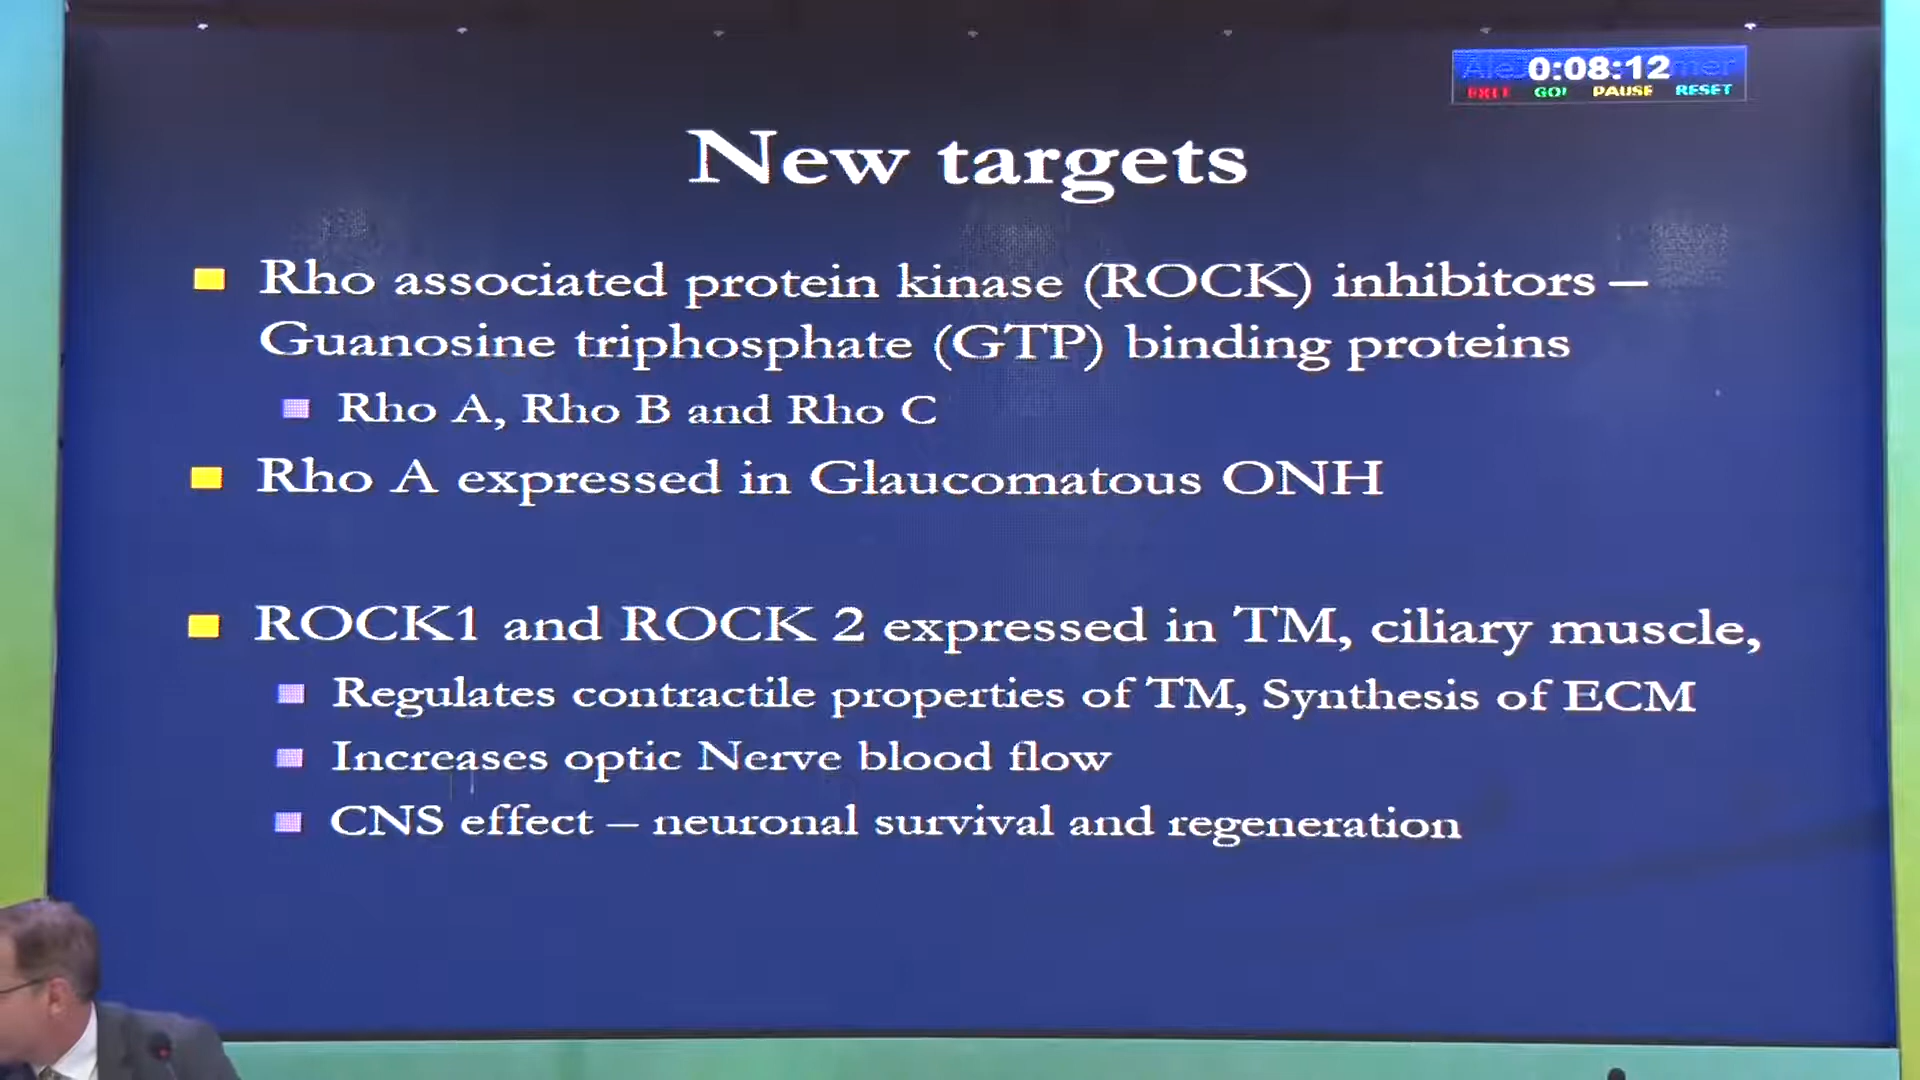 0:08:12
EXIT GO! PAUSE RESET
New targets
Rho associated protein kinase (ROCK) inhibitors –
Guanosine triphosphate (GTP) binding proteins
Rho A, Rho B and Rho C
Rho A expressed in Glaucomatous ONH
ROCK1 and ROCK 2 expressed in TM, ciliary muscle,
Regulates contractile properties of TM, Synthesis of ECM
Increases optic Nerve blood flow
CNS effect – neuronal survival and regeneration